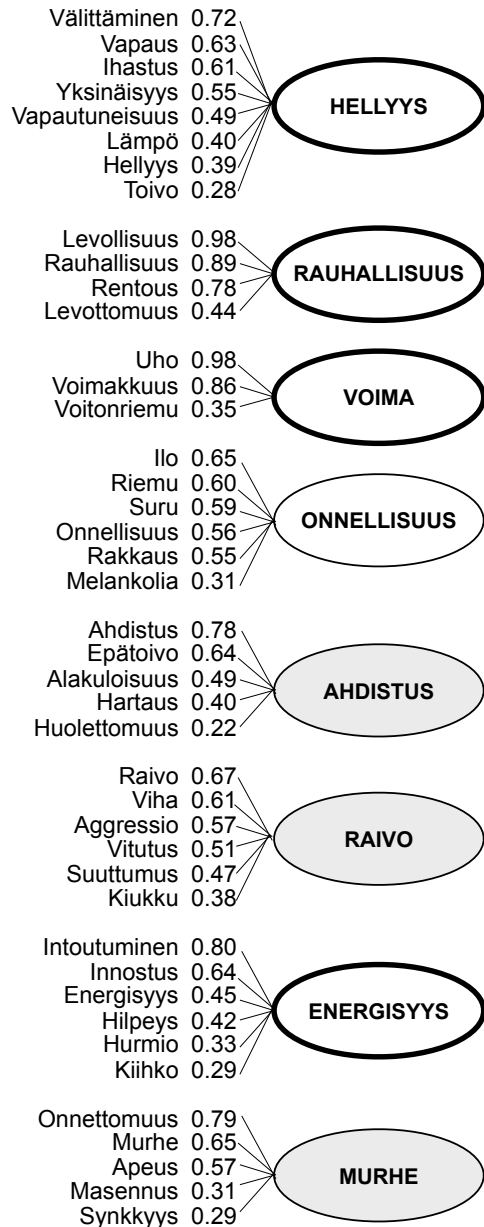 Välittäminen 0.72
Vapaus 0.63
Ihastus 0.61
Yksinäisyys 0.55
Vapautuneisuus 0.49
Lämpö 0.40
Hellyys 0.39
Toivo 0.28
HELLYYS
Levollisuus 0.98
Rauhallisuus 0.89
Rentous 0.78
Levottomuus 0.44
RAUHALLISUUS
Uho 0.98
Voimakkuus 0.86
Voitonriemu 0.35
VOIMA
Ilo 0.65
Riemu 0.60
Suru 0.59
Onnellisuus 0.56
Rakkaus 0.55
Melankolia 0.31
ONNELLISUUS
Ahdistus 0.78
Epätoivo 0.64
Alakuloisuus 0.49
Hartaus 0.40
Huolettomuus 0.22
AHDISTUS
Raivo 0.67
Viha 0.61
Aggressio 0.57
Vitutus 0.51
Suuttumus 0.47
Kiukku 0.38
RAIVO
Intoutuminen 0.80
Innostus 0.64
Energisyys 0.45
Hilpeys 0.42
Hurmio 0.33
Kiihko 0.29
ENERGISYYS
Onnettomuus 0.79
Murhe 0.65
Apeus 0.57
Masennus 0.31
Synkkyys 0.29
MURHE